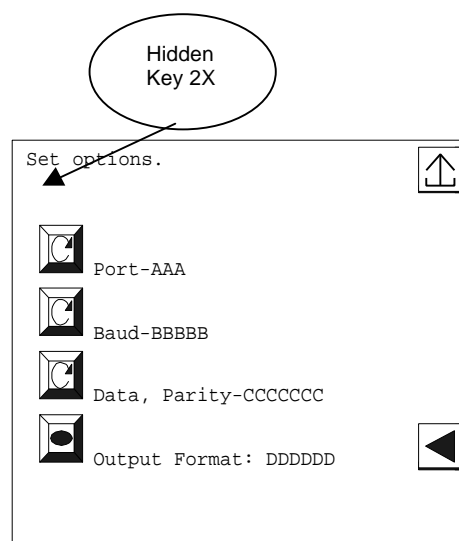 Hidden
Key 2X
Set options.
Port-AAA
Baud-BBBBB
Data, Parity-CCCCCCC
Output Format: DDDDDD